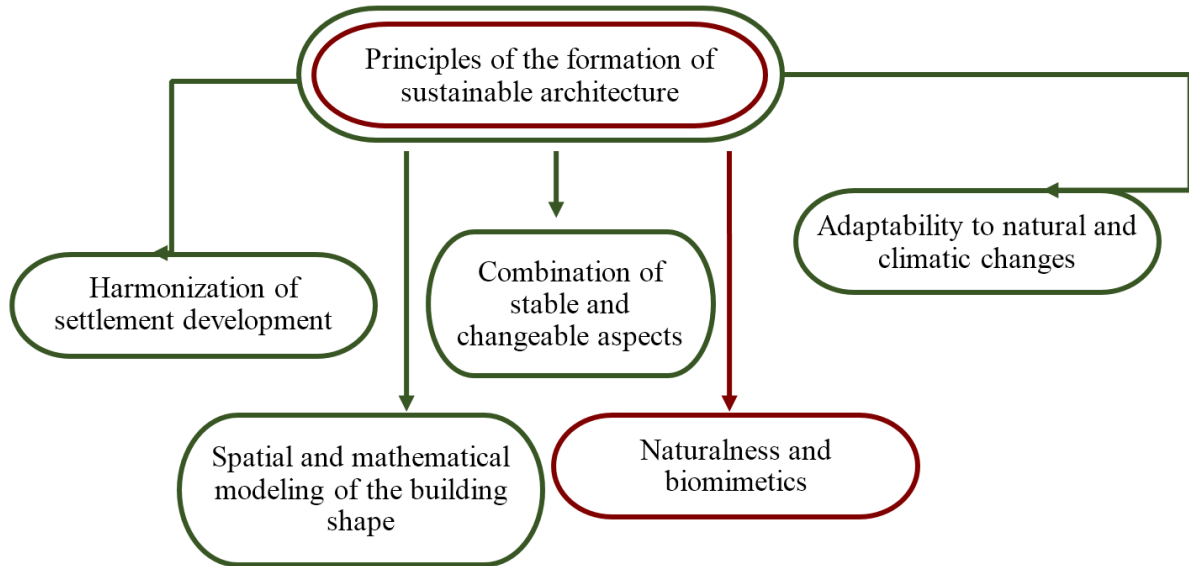 Principles of the formation of
sustainable architecture
Adaptability to natural and
climatic changes
Harmonization of
settlement development
Combination of
stable and
changeable aspects
Spatial and mathematical
modeling of the building
shape
Naturalness and
biomimetics